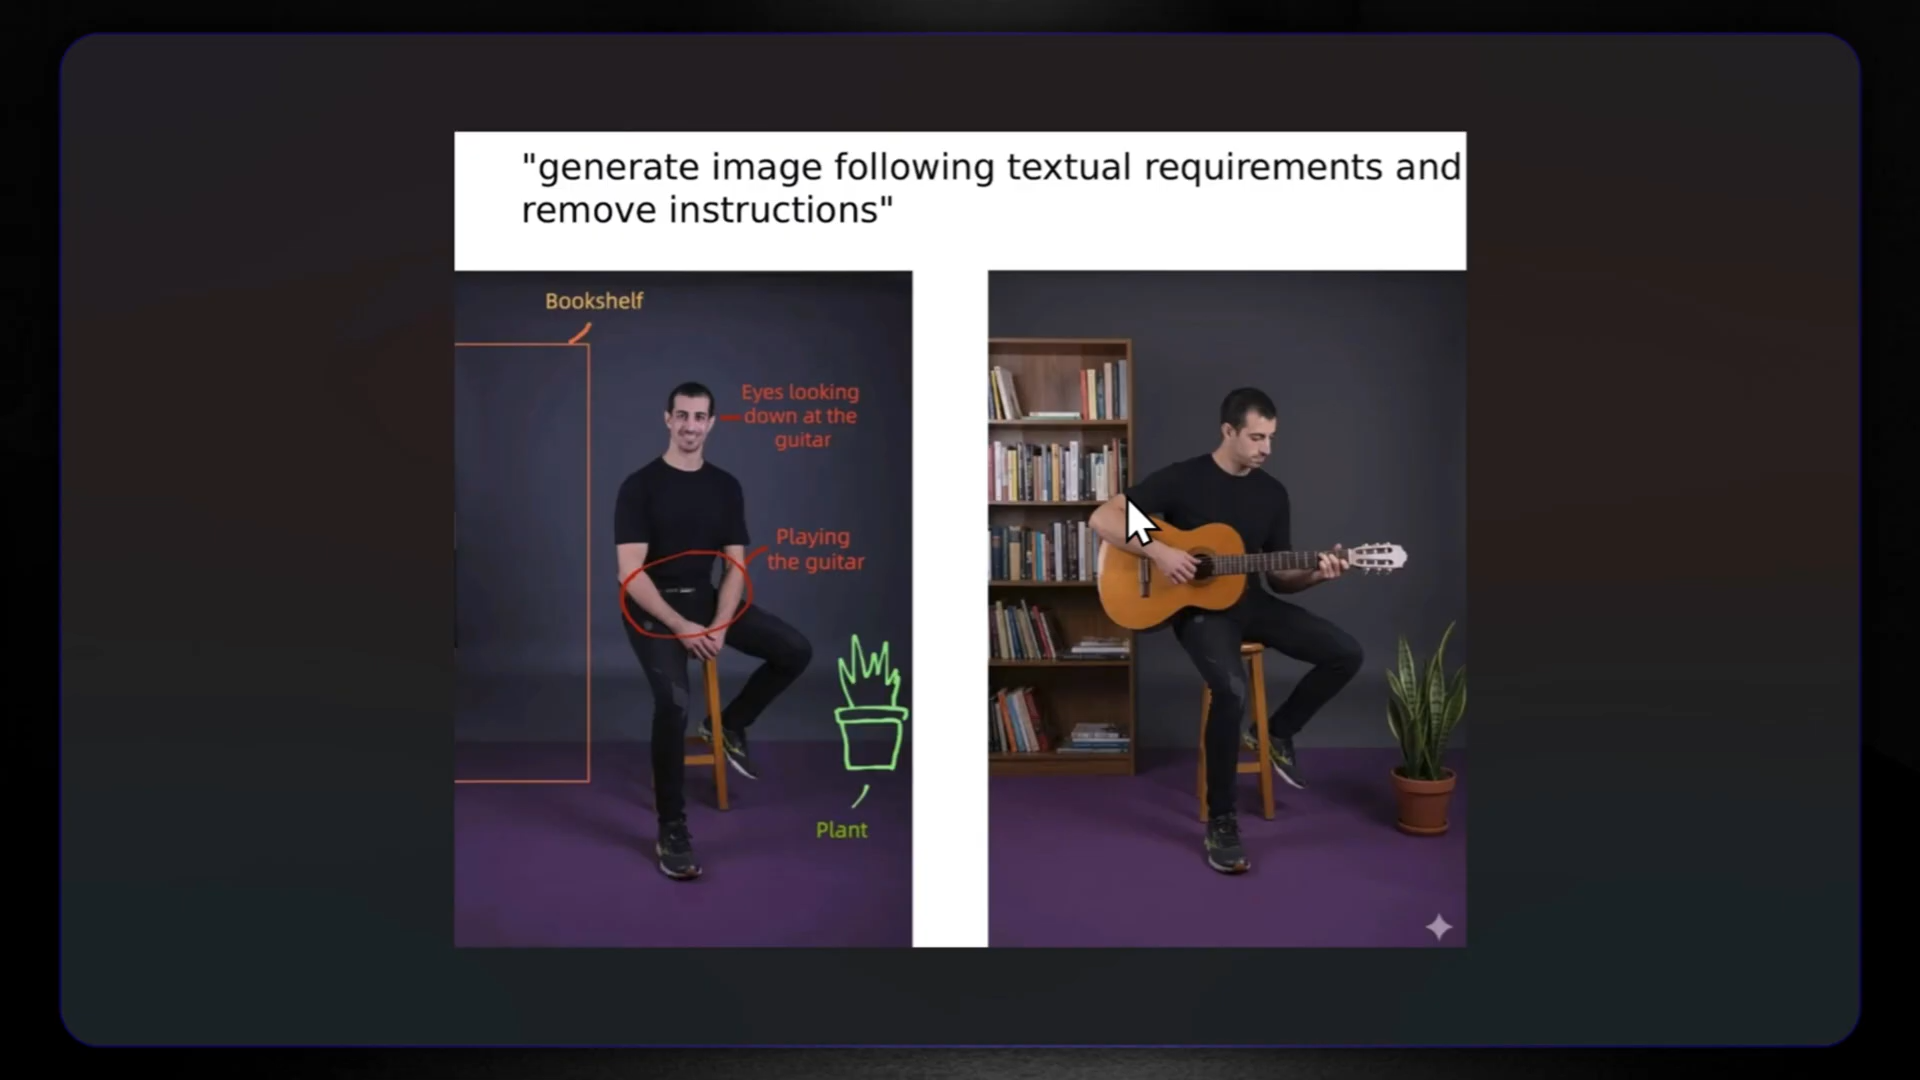 "generate image following textual requirements and
remove instructions"
Bookshelf
Eyes looking
down at the
guitar
Playing
the guitar
Plant